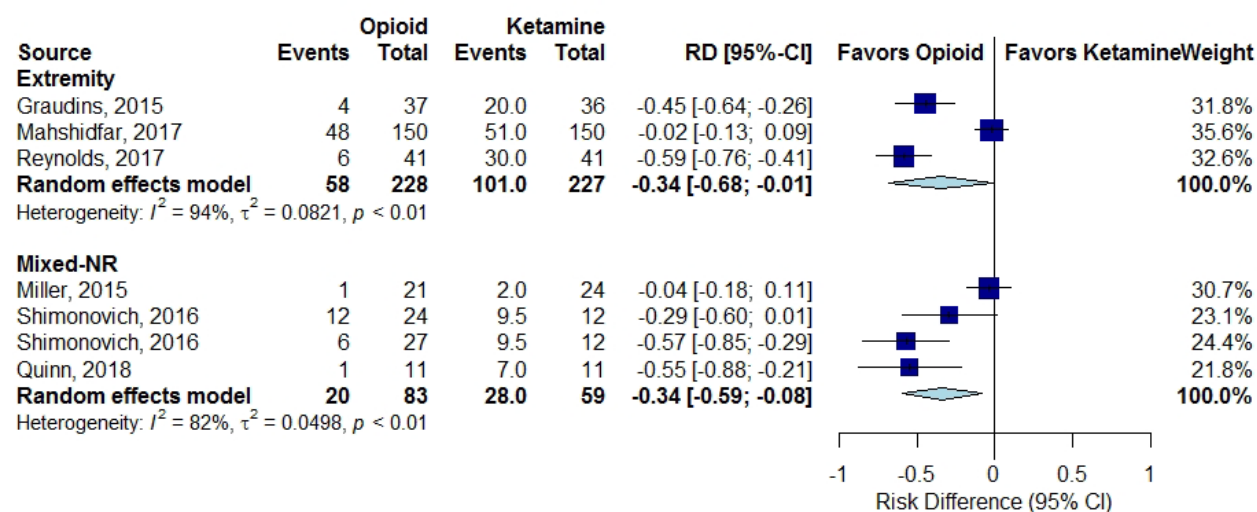 Opioid Ketamine
Source Events Total Events Total RD [95%-CI] Favors Opioid Favors KetamineWeight
Extremity
Graudins, 2015 4 37 20.0 36 -0.45 [-0.64; -0.26] 31.8%
Mahshidfar, 2017 48 150 51.0 150 -0.02 [-0.13; 0.09] 35.6%
Reynolds, 2017 6 41 30.0 41 -0.59 [-0.76; -0.41] 32.6%
Random effects model 58 228 101.0 227 -0.34 [-0.68; -0.01] 100.0%
Heterogeneity: I² = 94%, τ² = 0.0821, p < 0.01
Mixed-NR
Miller, 2015 1 21 2.0 24 -0.04 [-0.18; 0.11] 30.7%
Shimonovich, 2016 12 24 9.5 12 -0.29 [-0.60; 0.01] 23.1%
Shimonovich, 2016 6 27 9.5 12 -0.57 [-0.85; -0.29] 24.4%
Quinn, 2018 1 11 7.0 11 -0.55 [-0.88; -0.21] 21.8%
Random effects model 20 83 28.0 59 -0.34 [-0.59; -0.08] 100.0%
Heterogeneity: I² = 82%, τ² = 0.0498, p < 0.01
-1 -0.5 0 0.5 1
Risk Difference (95% CI)